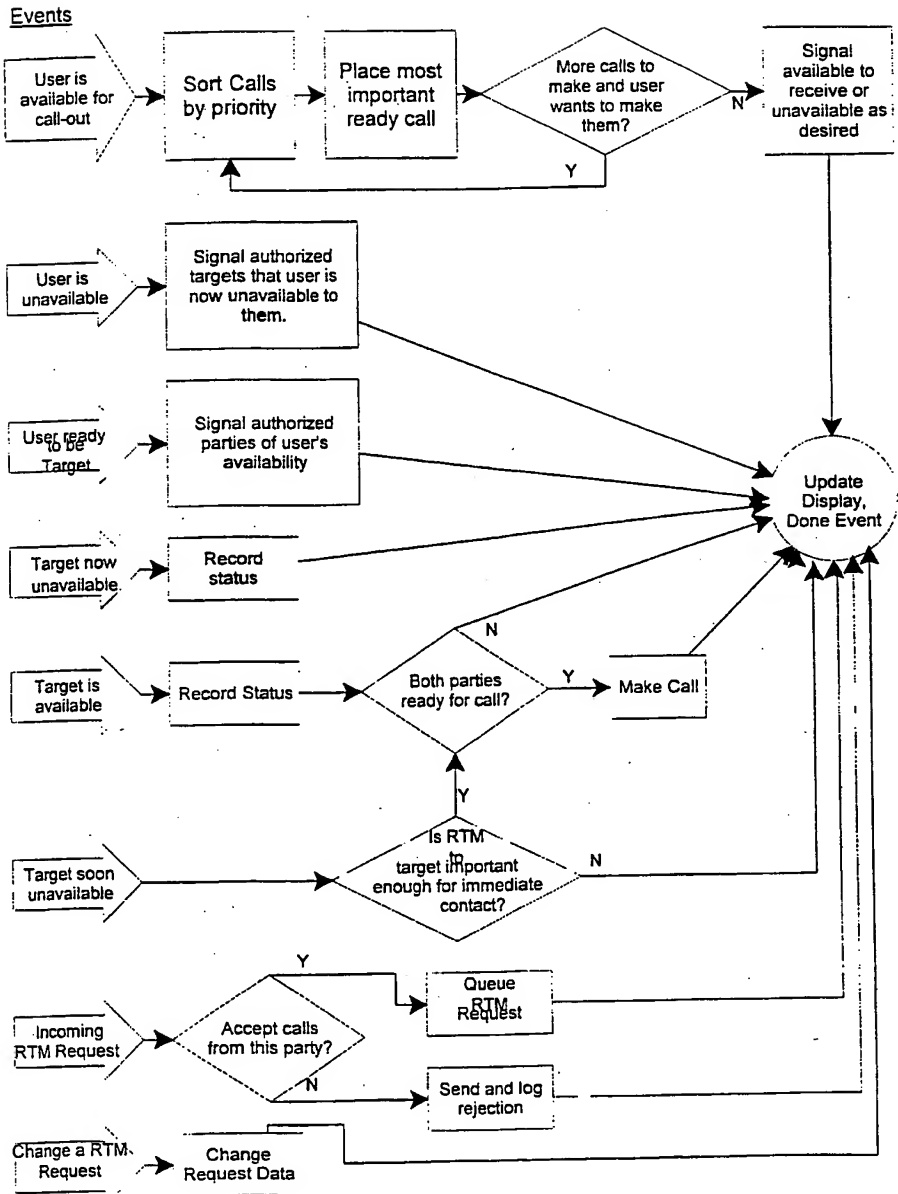 Events
User is
available for
call-out
Sort Calls
by priority
Place most
important
ready call
More calls to
make and user
wants to make
them?
N
Y
Signal
available to
receive or
unavailable as
desired
User is
unavailable
Signal authorized
targets that user is
now unavailable to
them.
User ready
to be
Target
Signal authorized
parties of user's
availability
Update
Display,
Done Event
Target now
unavailable
Record
status
N
Target is
available
Record Status
Both parties
ready for call?
Y
Make Call
Y
Target soon
unavailable
Is RTM
to
target important
enough for immediate
contact?
N
Y
Incoming
RTM Request
Accept calls
from this party?
Queue
RTM
Request
N
Send and log
rejection
Change a RTM
Request
Change
Request Data